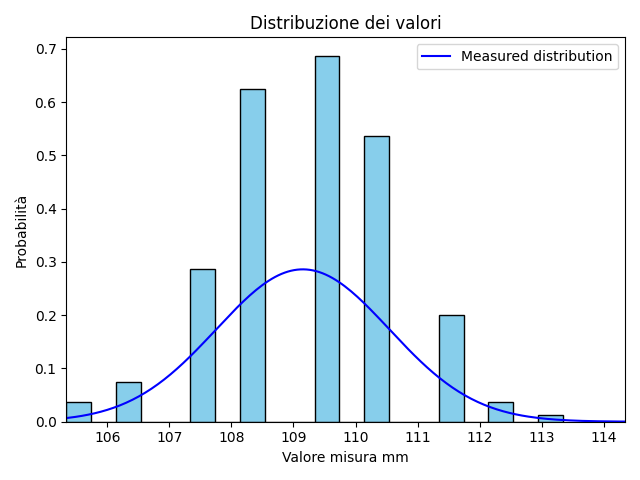 Distribuzione dei valori
Measured distribution
Probabilità
0.7
0.6
0.5
0.4
0.3
0.2
0.1
0.0
106 107 108 109 110 111 112 113 114
Valore misura mm